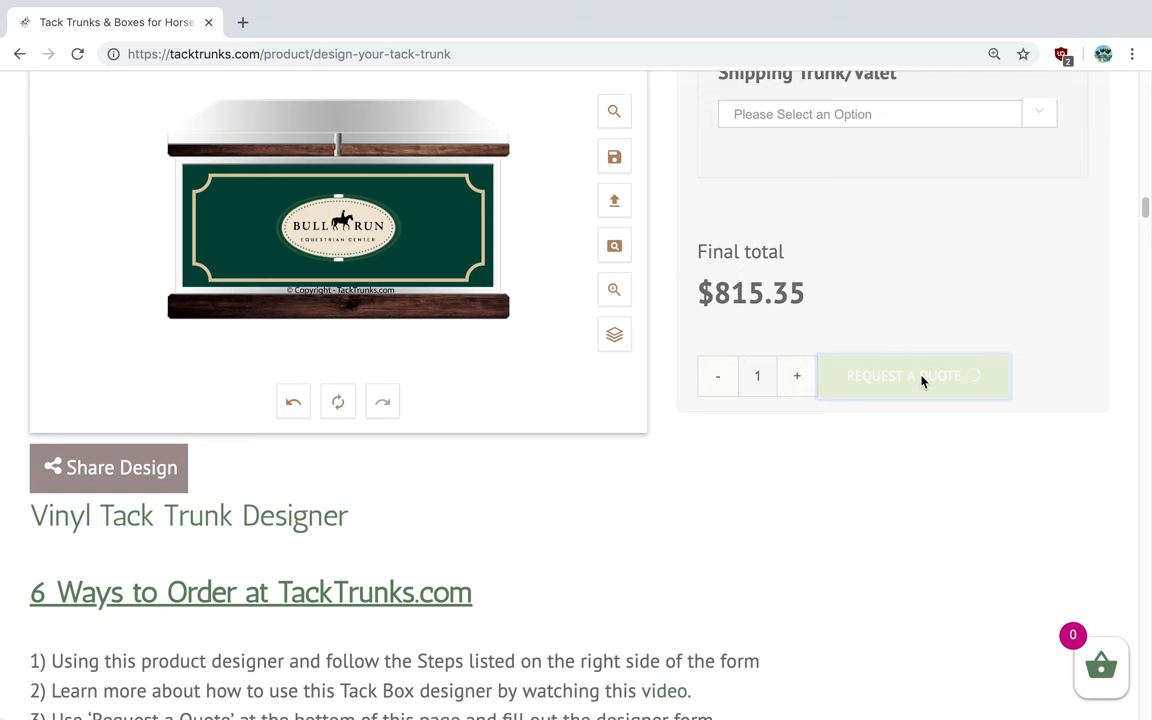 Tack Trunks & Boxes for Horse
https://tacktrunks.com/product/design-your-tack-trunk
2
Shipping Trunk/Valet
Please Select an Option
BULL RUN
EQUESTRIAN CENTER
© Copyright - TackTrunks.com
Final total
$815.35
- 1 + REQUEST A QUOTE
Share Design
Vinyl Tack Trunk Designer
6 Ways to Order at TackTrunks.com
0
1) Using this product designer and follow the Steps listed on the right side of the form
2) Learn more about how to use this Tack Box designer by watching this video.
3) Use ‘Request a Quote’ at the bottom of this page and fill out the designer form